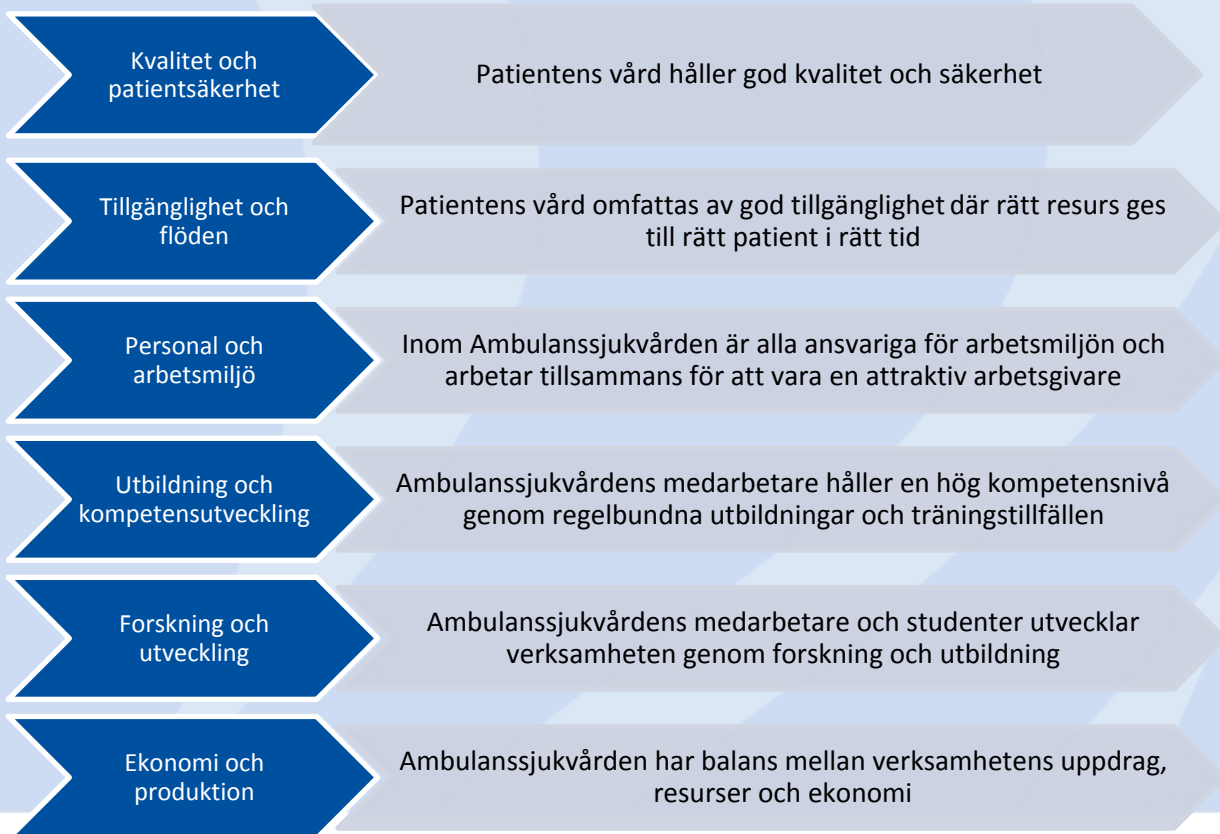 Kvalitet och
patientsäkerhet
Patientens vård håller god kvalitet och säkerhet
Tillgänglighet och
flöden
Patientens vård omfattas av god tillgänglighet där rätt resurs ges
till rätt patient i rätt tid
Personal och
arbetsmiljö
Inom Ambulanssjukvården är alla ansvariga för arbetsmiljön och
arbetar tillsammans för att vara en attraktiv arbetsgivare
Utbildning och
kompetensutveckling
Ambulanssjukvårdens medarbetare håller en hög kompetensnivå
genom regelbundna utbildningar och träningstillfällen
Forskning och
utveckling
Ambulanssjukvårdens medarbetare och studenter utvecklar
verksamheten genom forskning och utbildning
Ekonomi och
produktion
Ambulanssjukvården har balans mellan verksamhetens uppdrag,
resurser och ekonomi